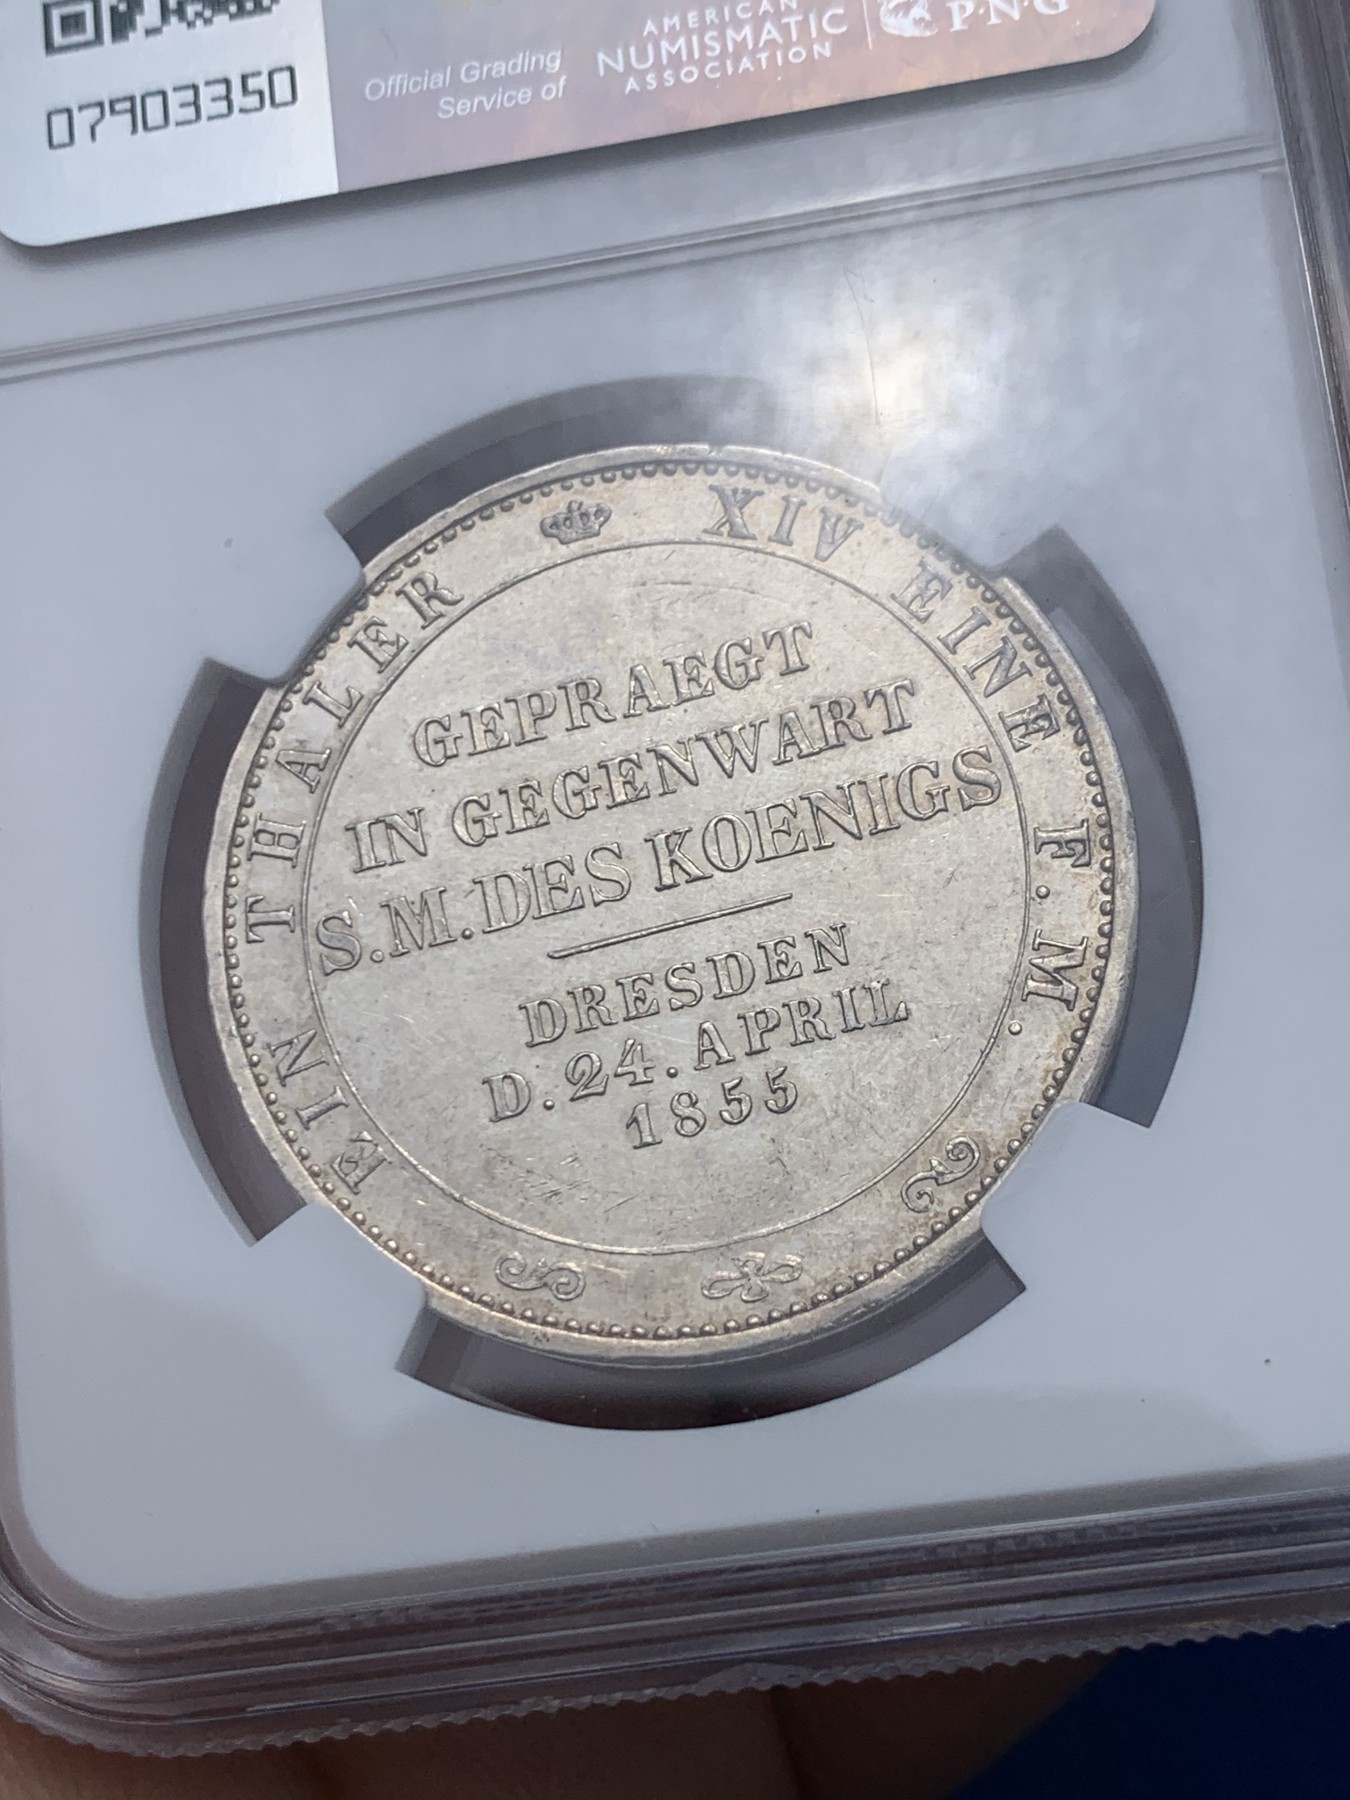 07903350
Official Grading
Service of
AMERICAN
NUMISMATIC
ASSOCIATION
P·N·G
EIN THALER XIV EINE F. M.
GEPRAEGT
IN GEGENWART
S.M.DES KOENIGS
DRESDEN
D. 24. APRIL
1855